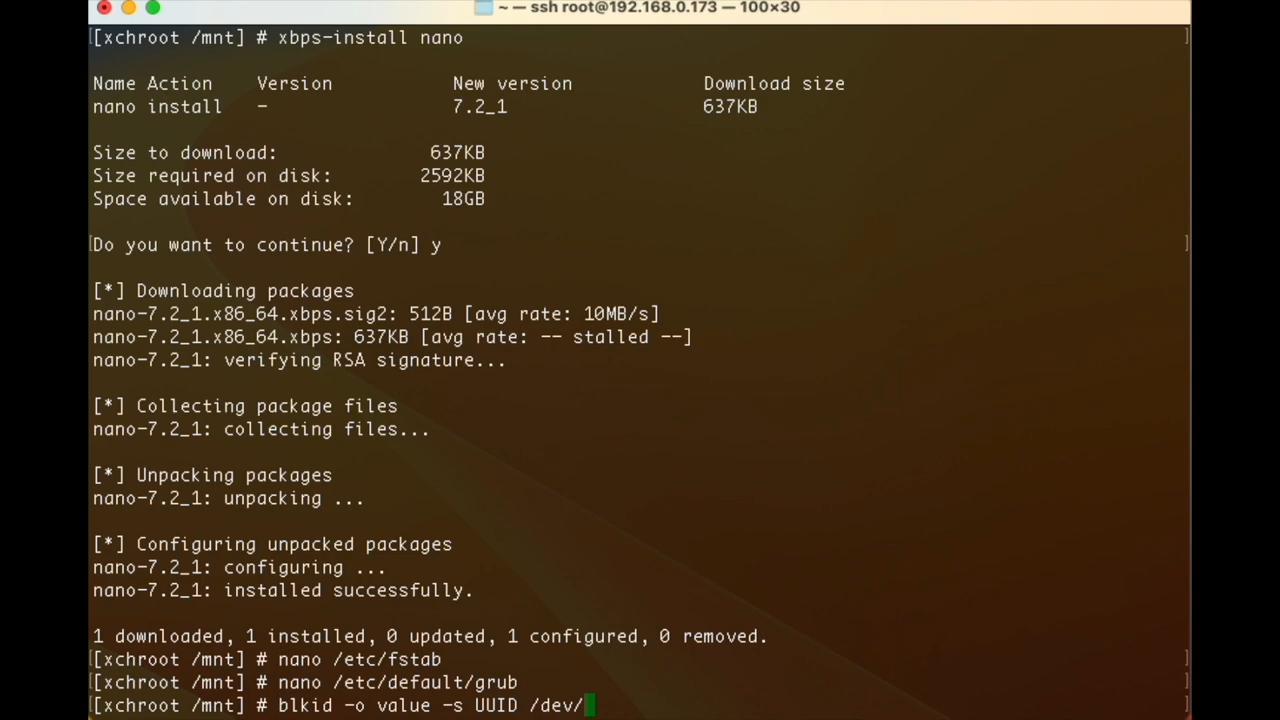 ~ — ssh root@192.168.0.173 — 100×30
[xchroot /mnt] # xbps-install nano
Name Action    Version           New version            Download size
nano install   -                 7.2_1                  637KB
Size to download:              637KB
Size required on disk:        2592KB
Space available on disk:        18GB
Do you want to continue? [Y/n] y
[*] Downloading packages
nano-7.2_1.x86_64.xbps.sig2: 512B [avg rate: 10MB/s]
nano-7.2_1.x86_64.xbps: 637KB [avg rate: -- stalled --]
nano-7.2_1: verifying RSA signature...
[*] Collecting package files
nano-7.2_1: collecting files...
[*] Unpacking packages
nano-7.2_1: unpacking ...
[*] Configuring unpacked packages
nano-7.2_1: configuring ...
nano-7.2_1: installed successfully.
1 downloaded, 1 installed, 0 updated, 1 configured, 0 removed.
[xchroot /mnt] # nano /etc/fstab
[xchroot /mnt] # nano /etc/default/grub
[xchroot /mnt] # blkid -o value -s UUID /dev/